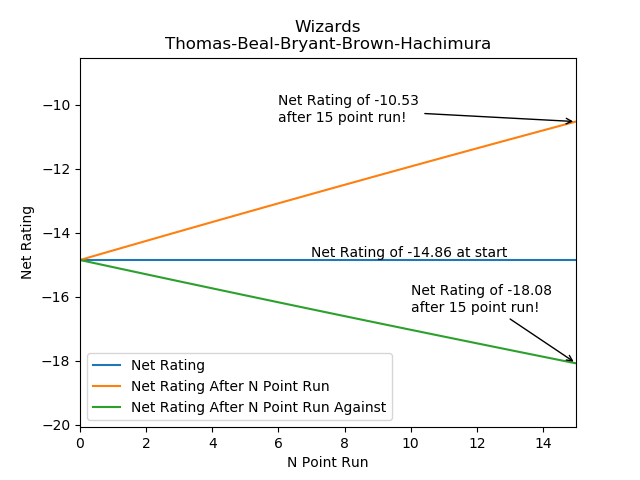 Wizards
Thomas-Beal-Bryant-Brown-Hachimura
Net Rating
−10
−12
−14
−16
−18
−20
Net Rating of -10.53
after 15 point run!
Net Rating of -14.86 at start
Net Rating of -18.08
after 15 point run!
Net Rating
Net Rating After N Point Run
Net Rating After N Point Run Against
0 2 4 6 8 10 12 14
N Point Run